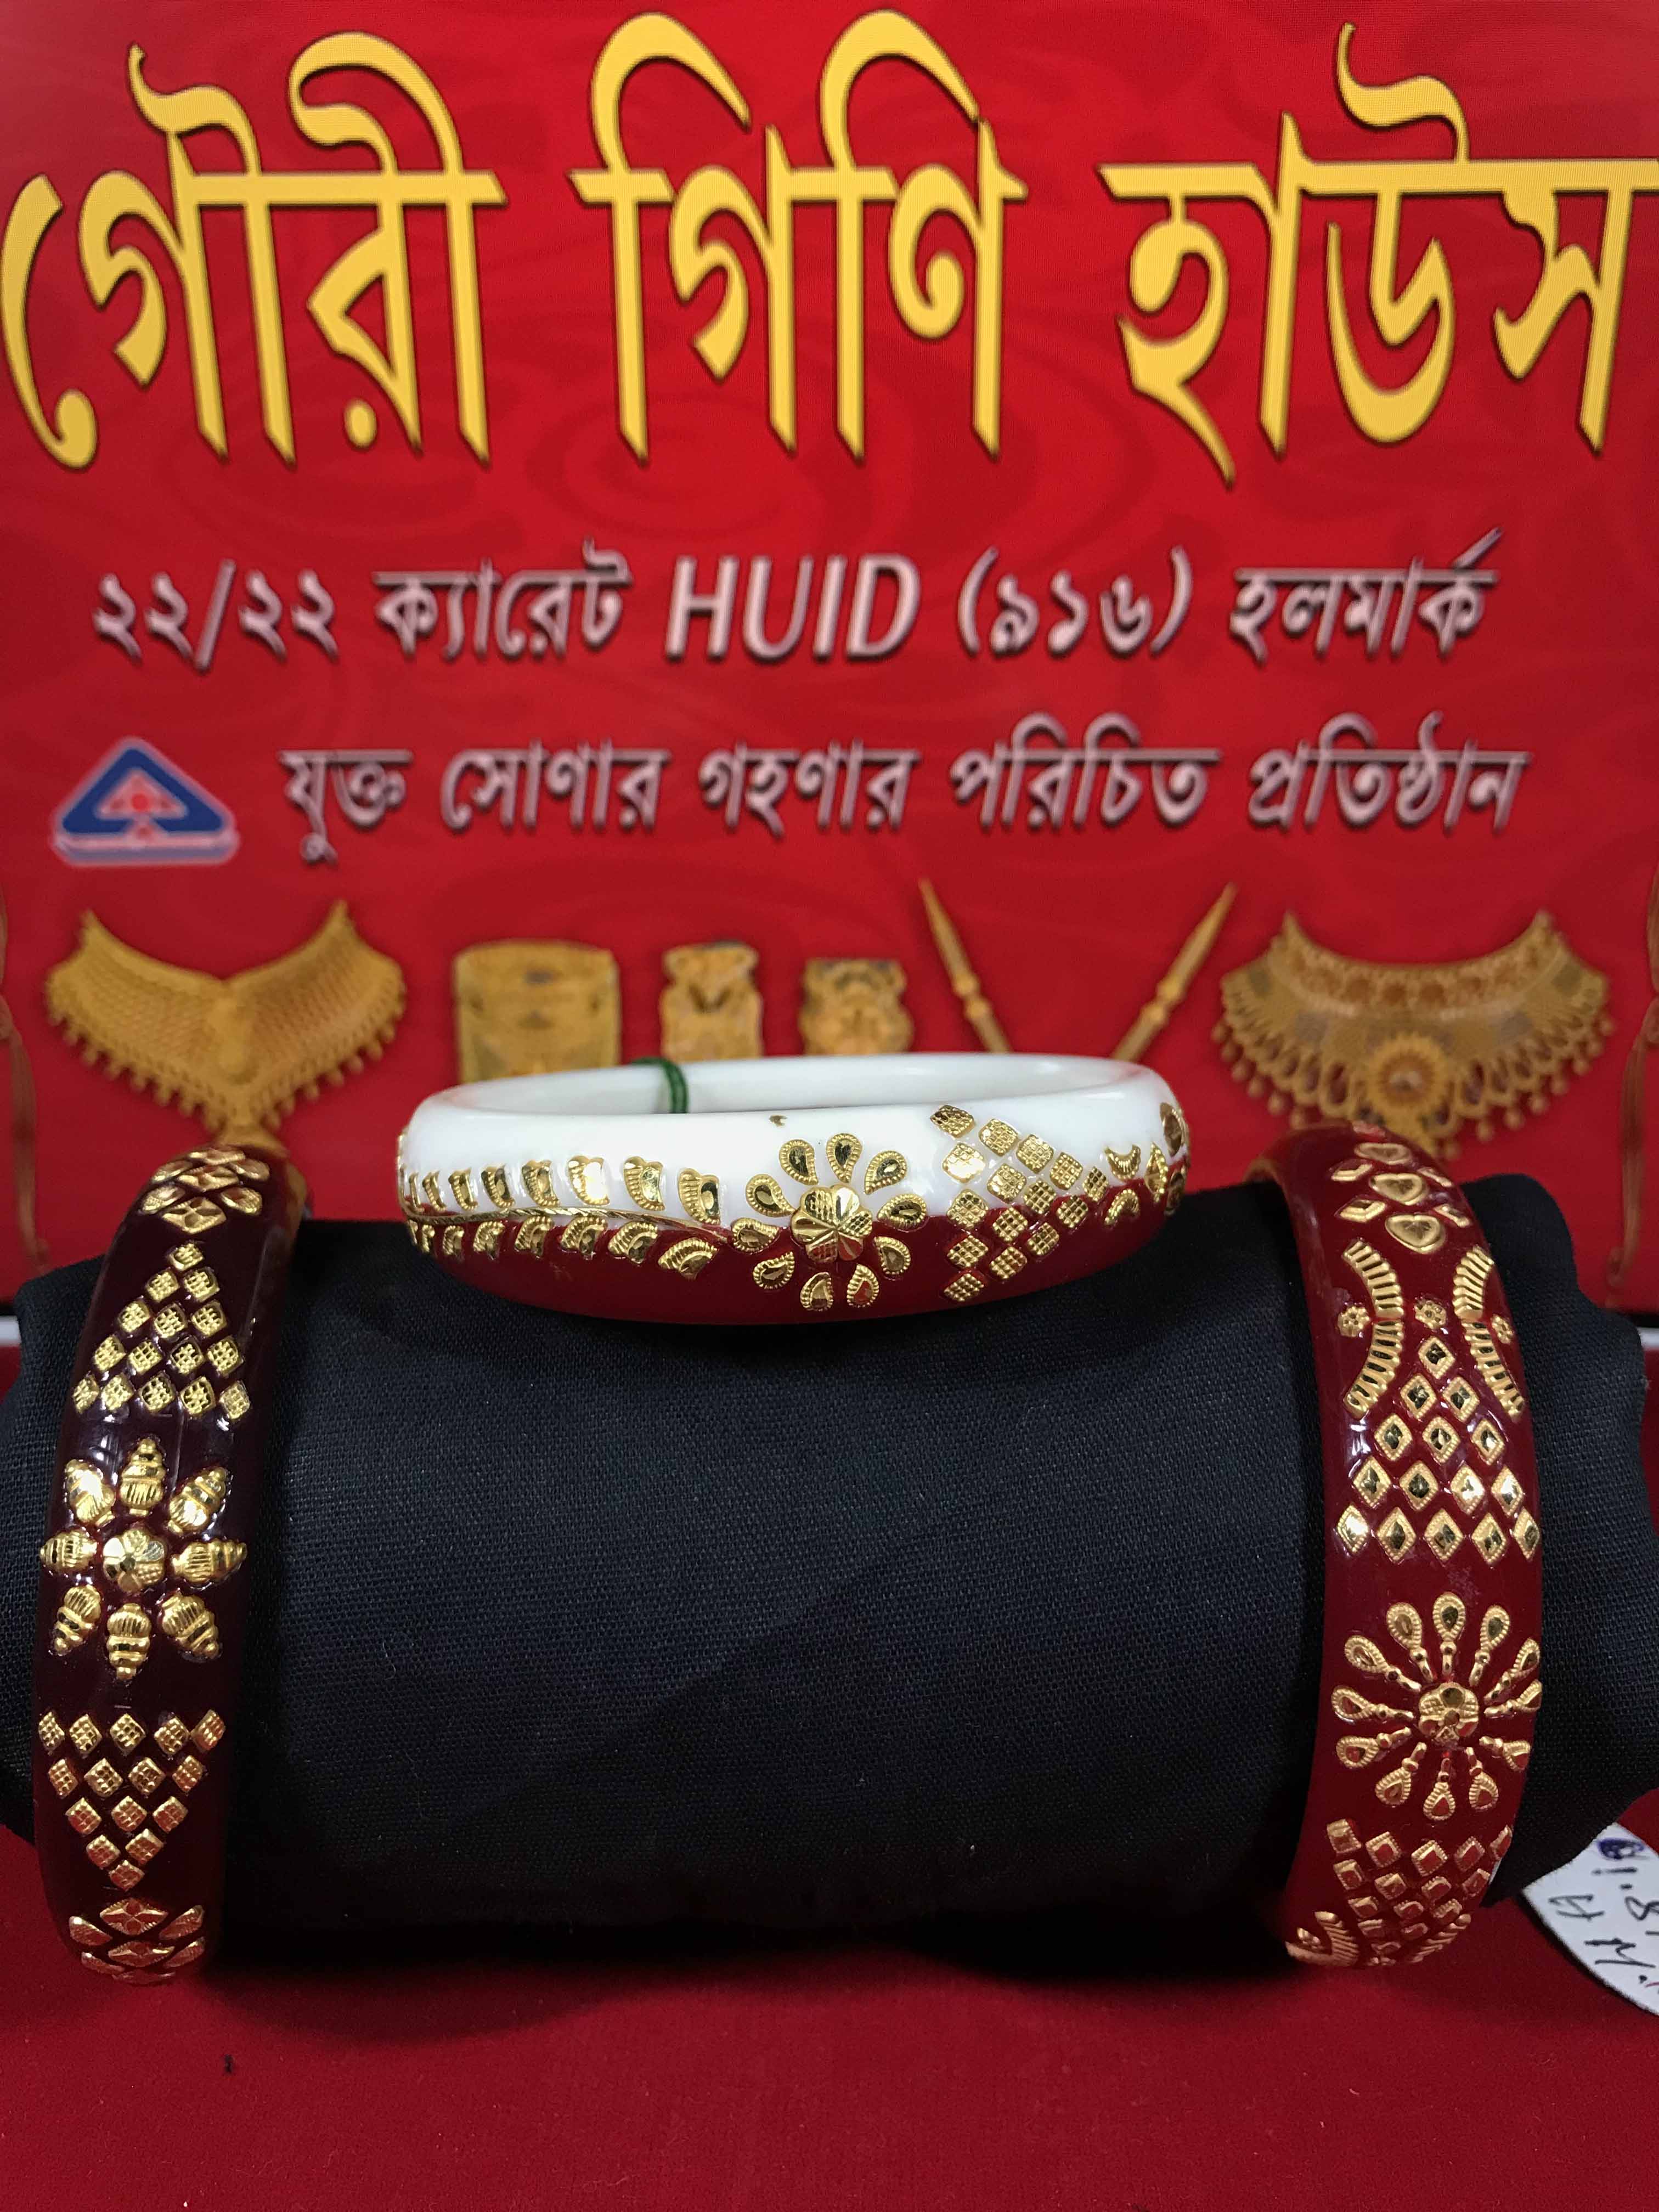 গৌরী গিণি হাউস
২২/২২ ক্যারেট HUID (৯১৬) হলমার্ক
যুক্ত সোণার গহণার পরিচিত প্রতিষ্ঠান